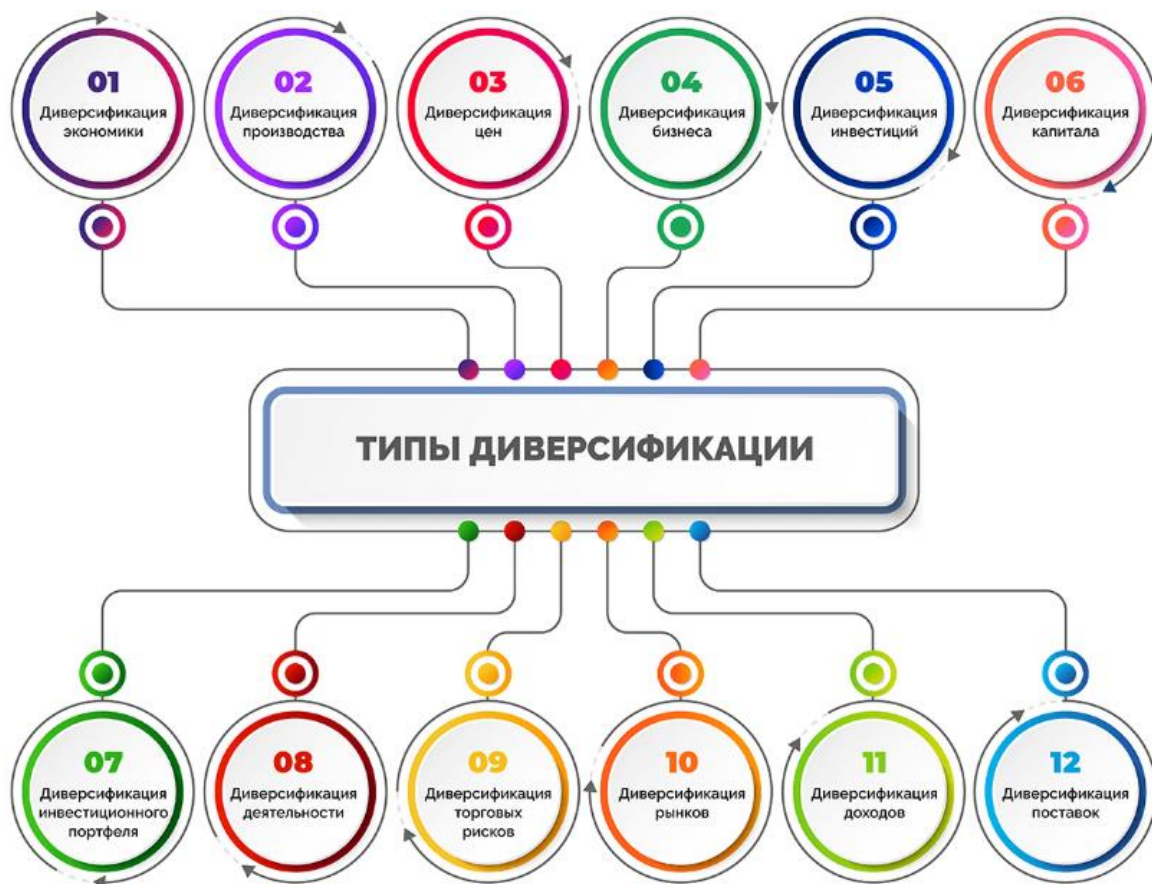 01
Диверсификация
экономики
02
Диверсификация
производства
03
Диверсификация
цен
04
Диверсификация
бизнеса
05
Диверсификация
инвестиций
06
Диверсификация
капитала
ТИПЫ ДИВЕРСИФИКАЦИИ
07
Диверсификация
инвестиционного
портфеля
08
Диверсификация
деятельности
09
Диверсификация
торговых
рисков
10
Диверсификация
рынков
11
Диверсификация
доходов
12
Диверсификация
поставок